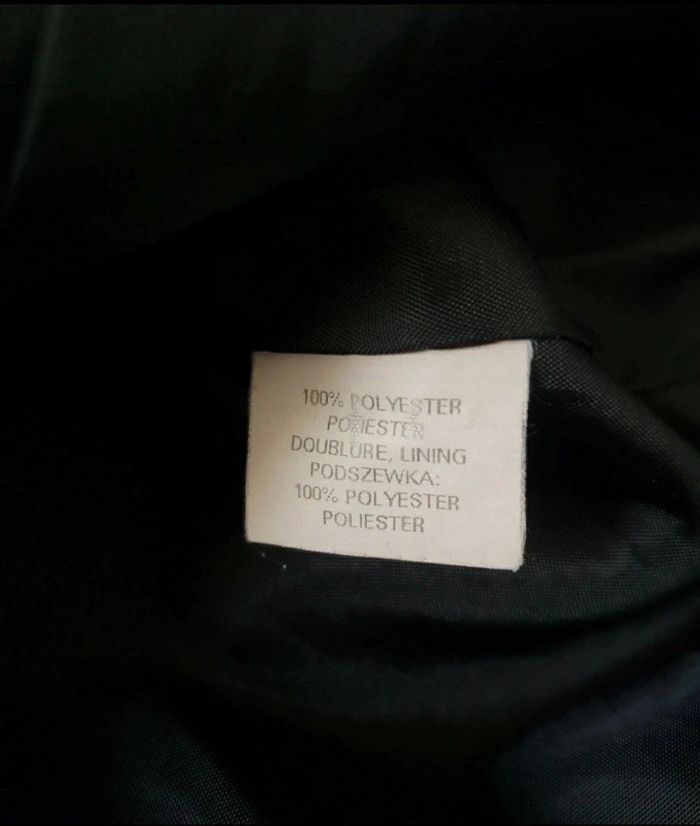 100% POLYESTER
POLIESTER
DOUBLURE, LINING
PODSZEWKA:
100% POLYESTER
POLIESTER